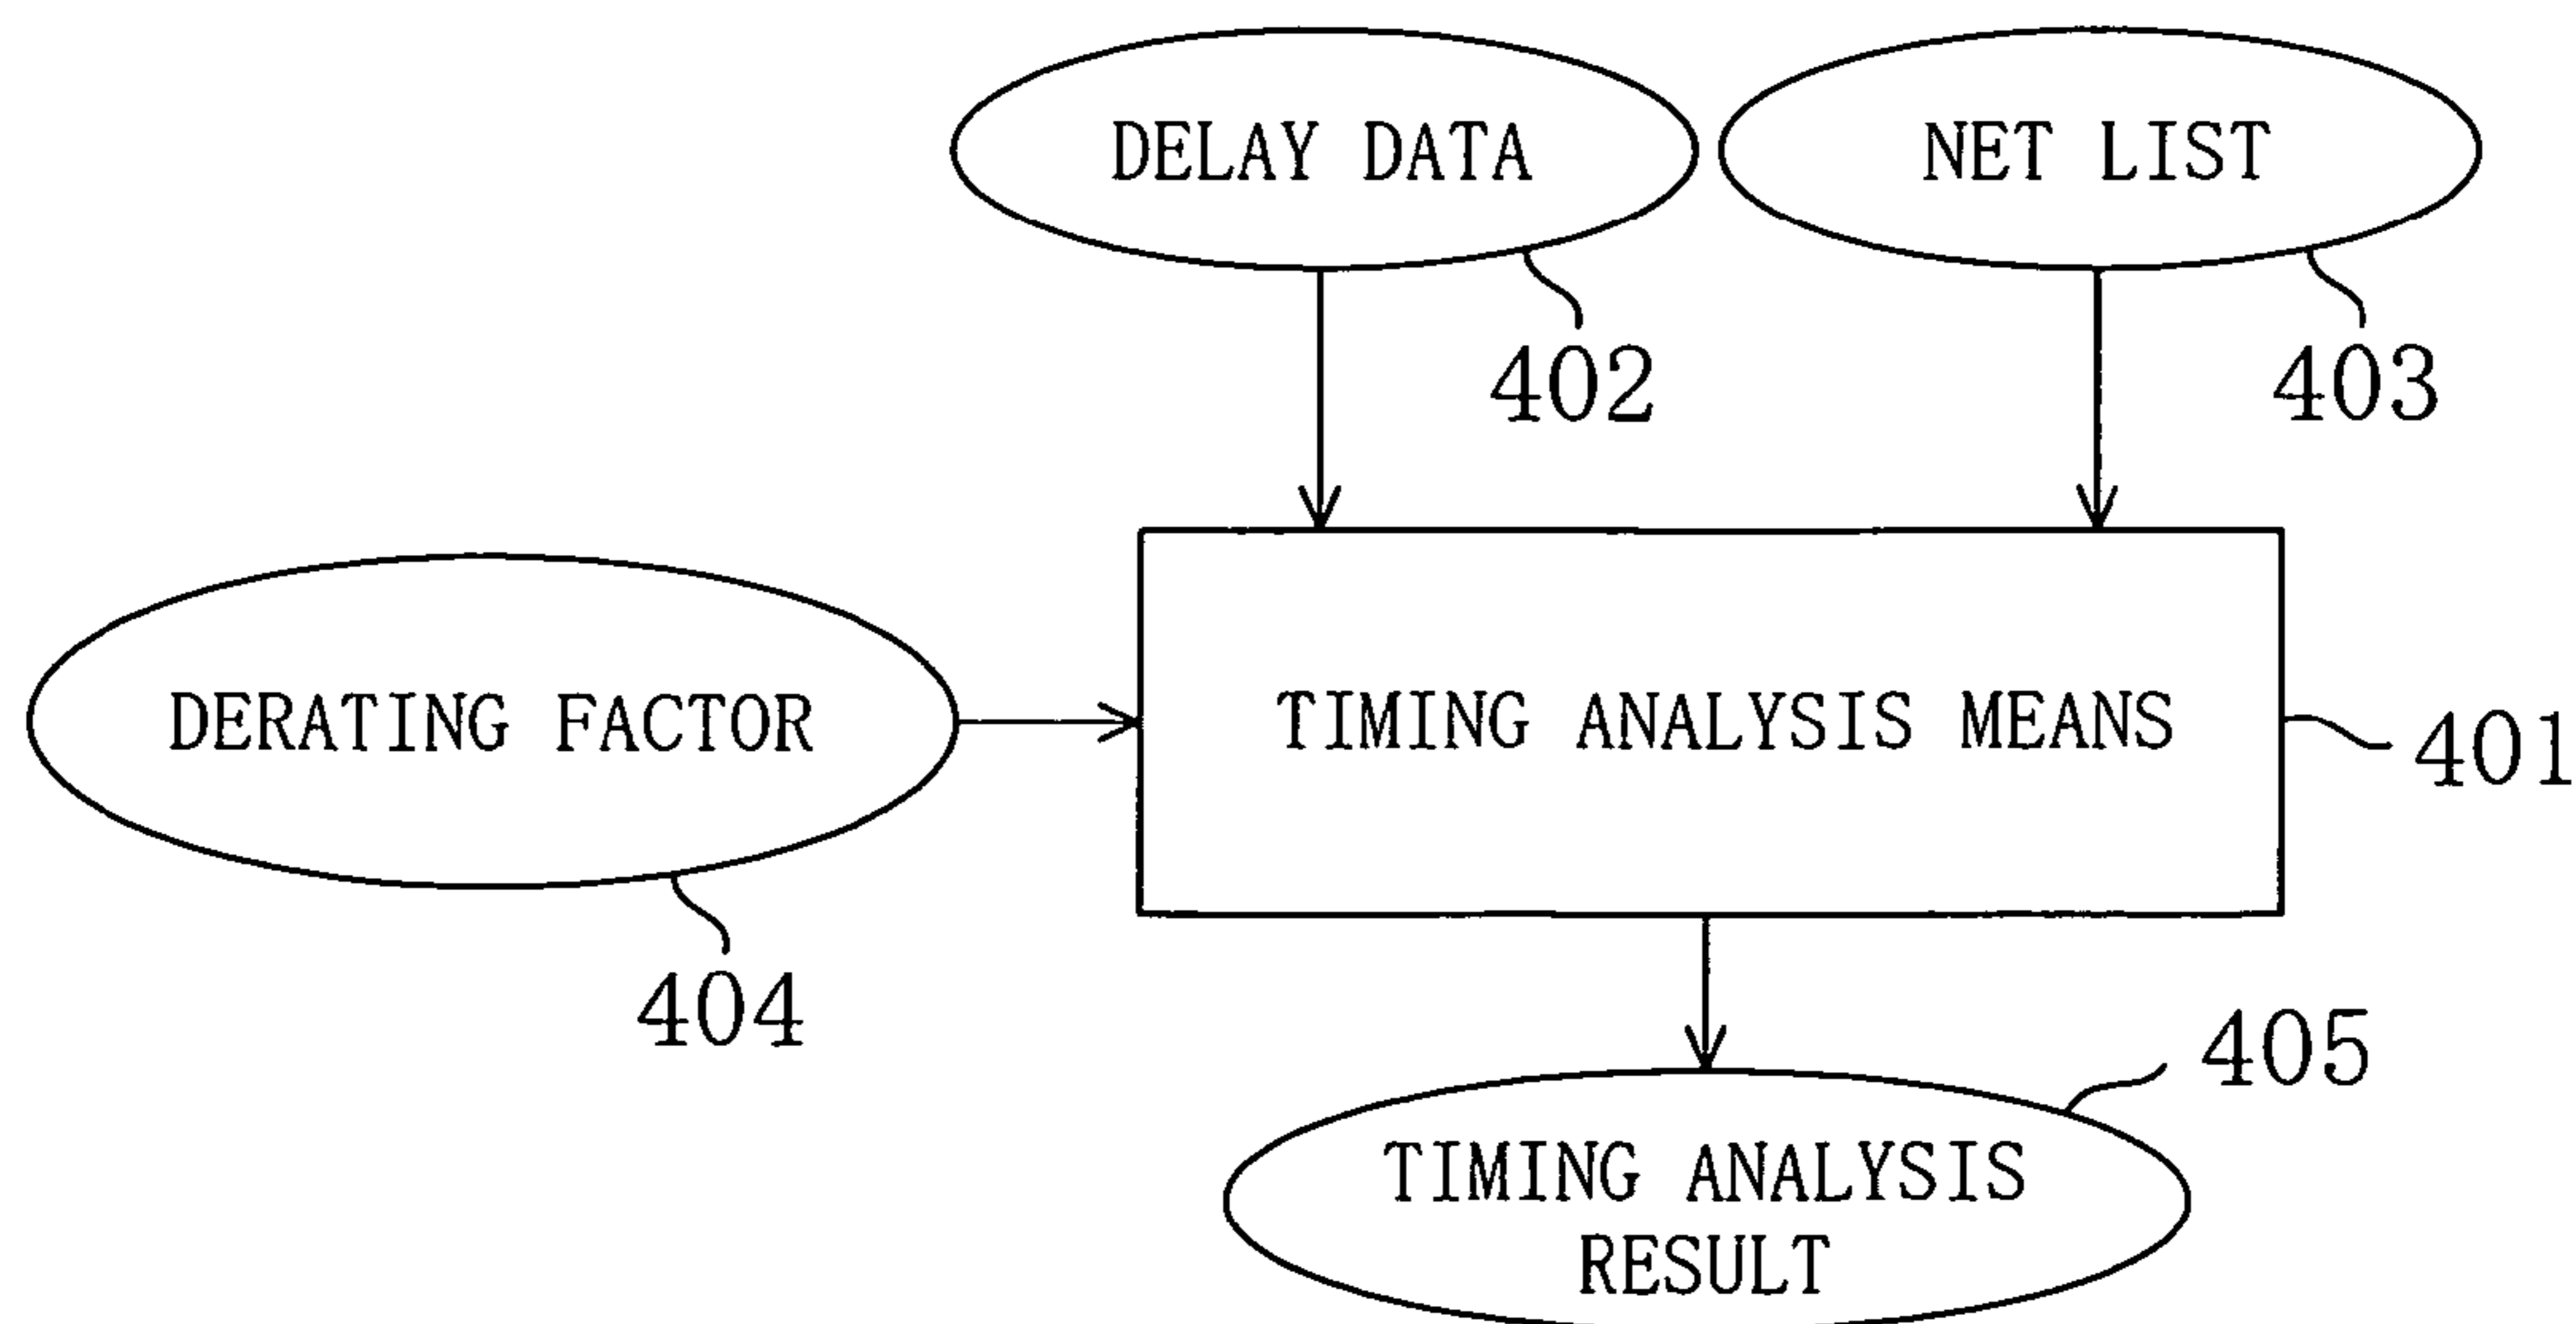 DELAY DATA
NET LIST
402
403
DERATING FACTOR
TIMING ANALYSIS MEANS
401
404
405
TIMING ANALYSIS
RESULT